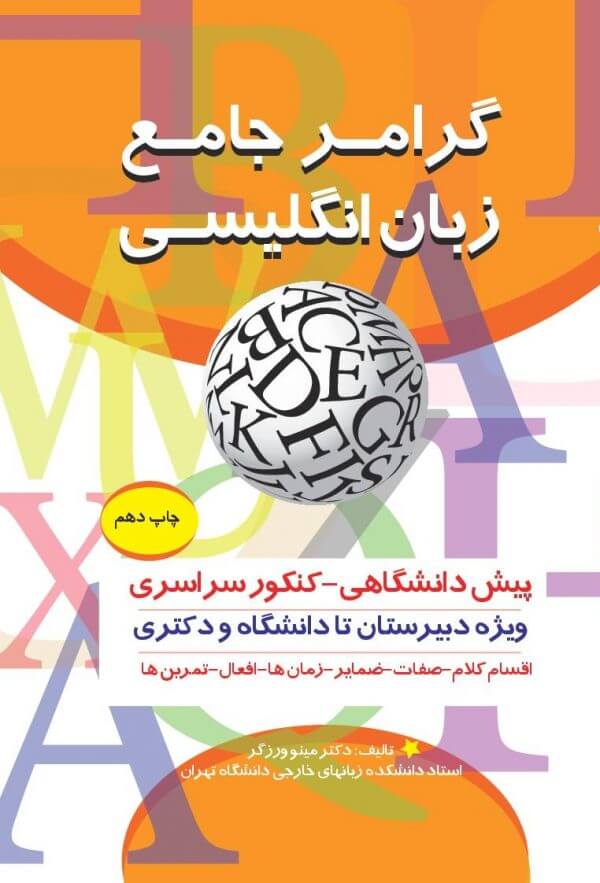 گرامر جامع
زبان انگلیسی
چاپ دهم
پیش دانشگاهی - کنکور سراسری
ویژه دبیرستان تا دانشگاه و دکتری
اقسام کلام - صفات - ضمایر - زمان ها - افعال - تمرین ها
تالیف: دکتر مینو ورزگر
استاد دانشکده زبانهای خارجی دانشگاه تهران